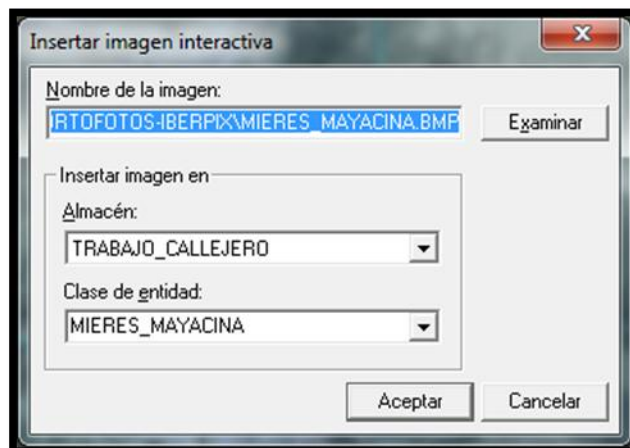 Insertar imagen interactiva
Nombre de la imagen:
IRTOFOTOS-IBERPIX\MIERES_MAYACINA.BMP
Examinar
Insertar imagen en
Almacén:
TRABAJO_CALLEJERO
Clase de entidad:
MIERES_MAYACINA
Aceptar Cancelar